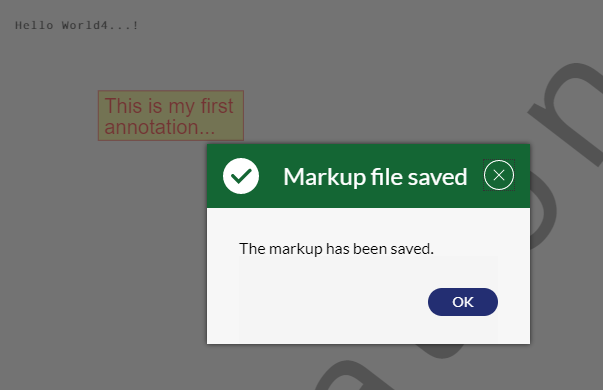 Hello World4...!
This is my first
annotation...
Markup file saved
The markup has been saved.
OK